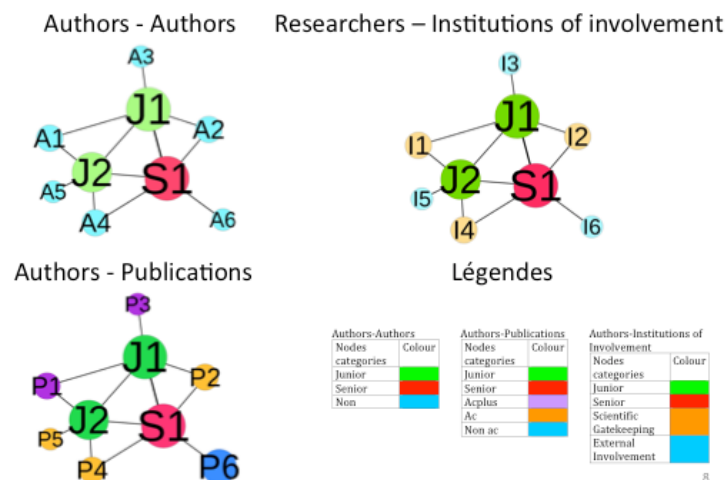 Authors - Authors
Researchers – Institutions of involvement
A3
J1
A1
A2
J2
S1
A5
A4
A6
I3
J1
I1
I2
J2
S1
I5
I4
I6
Authors - Publications
Légendes
P3
J1
P1
P2
J2
S1
P5
P4
P6
Authors-Authors
Nodes categories Colour
Junior
Senior
Non
Authors-Publications
Nodes categories Colour
Junior
Senior
Acplus
Ac
Non ac
Authors-Institutions of
Involvement
Nodes categories Colour
Junior
Senior
Scientific
Gatekeeping
External
Involvement
8